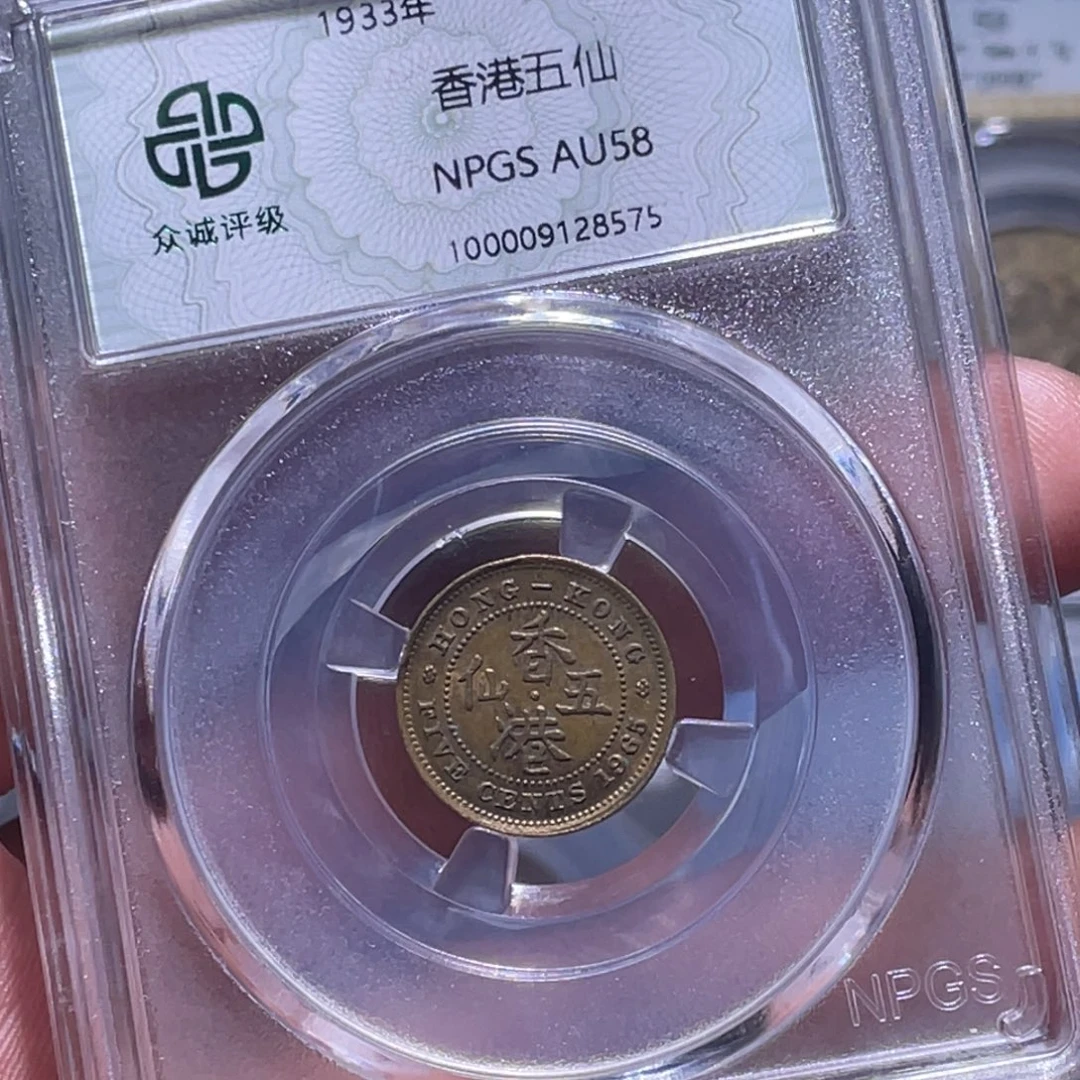 1933年
香港五仙
NPGS AU58
100009128575
众诚评级
HONG-KONG
香港
五仙
FIVE CENTS 1965
NPGS